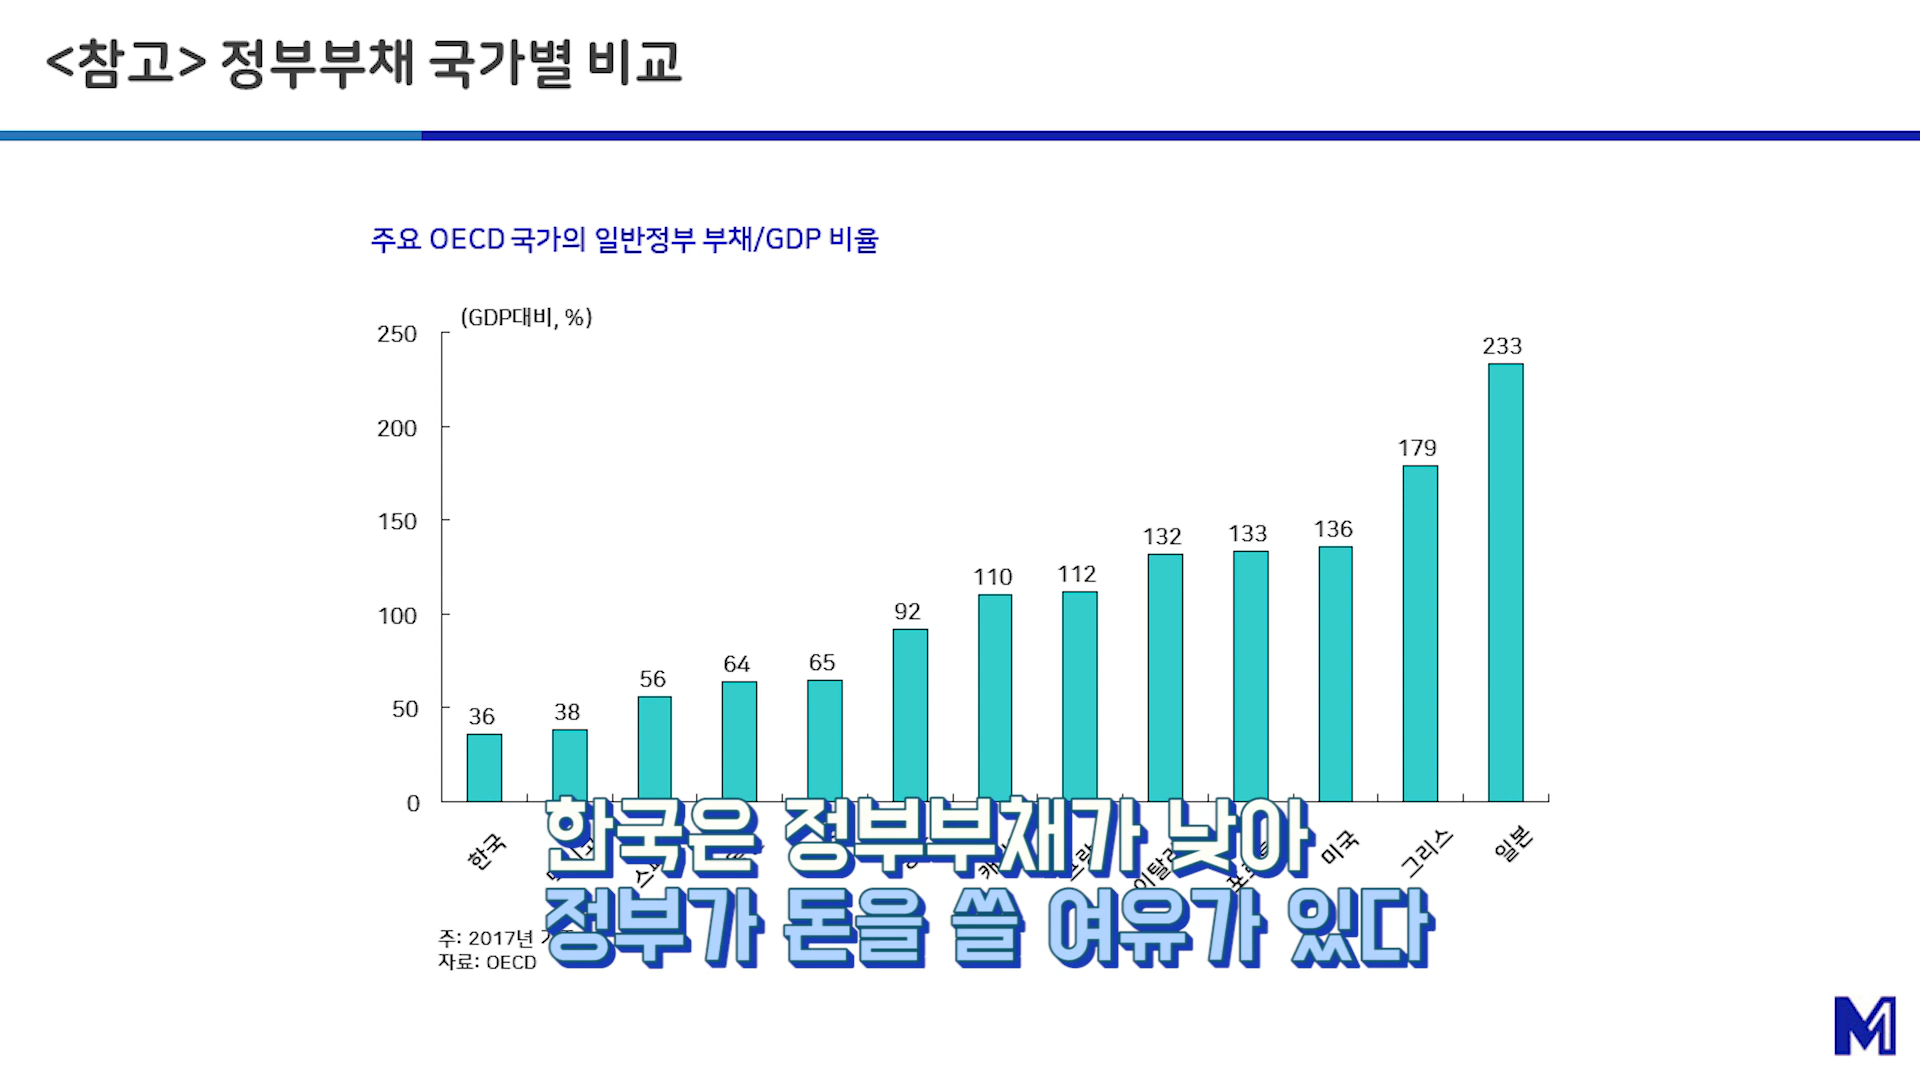 <참고> 정부부채 국가별 비교
주요 OECD 국가의 일반정부 부채/GDP 비율
(GDP대비, %)
250
200
150
100
50
0
36
38
56
64
65
92
110
112
132
133
136
179
233
한국
미국
그리스
일본
한국은 정부부채가 낮아
정부가 돈을 쓸 여유가 있다
주: 2017년
자료: OECD
M